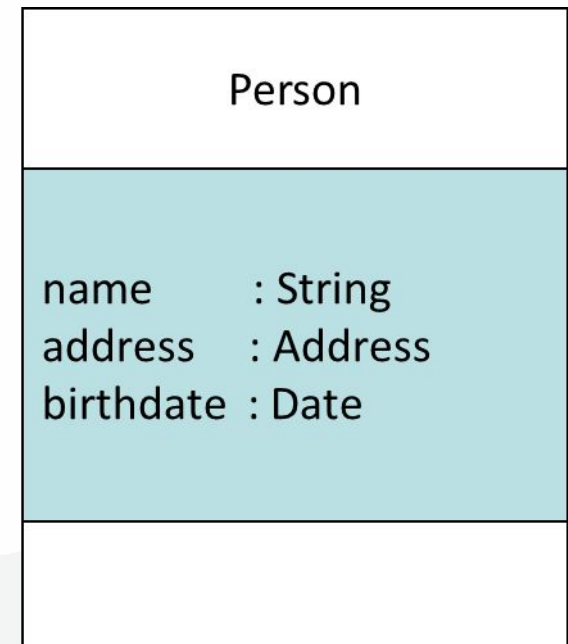 Person
name : String
address : Address
birthdate : Date